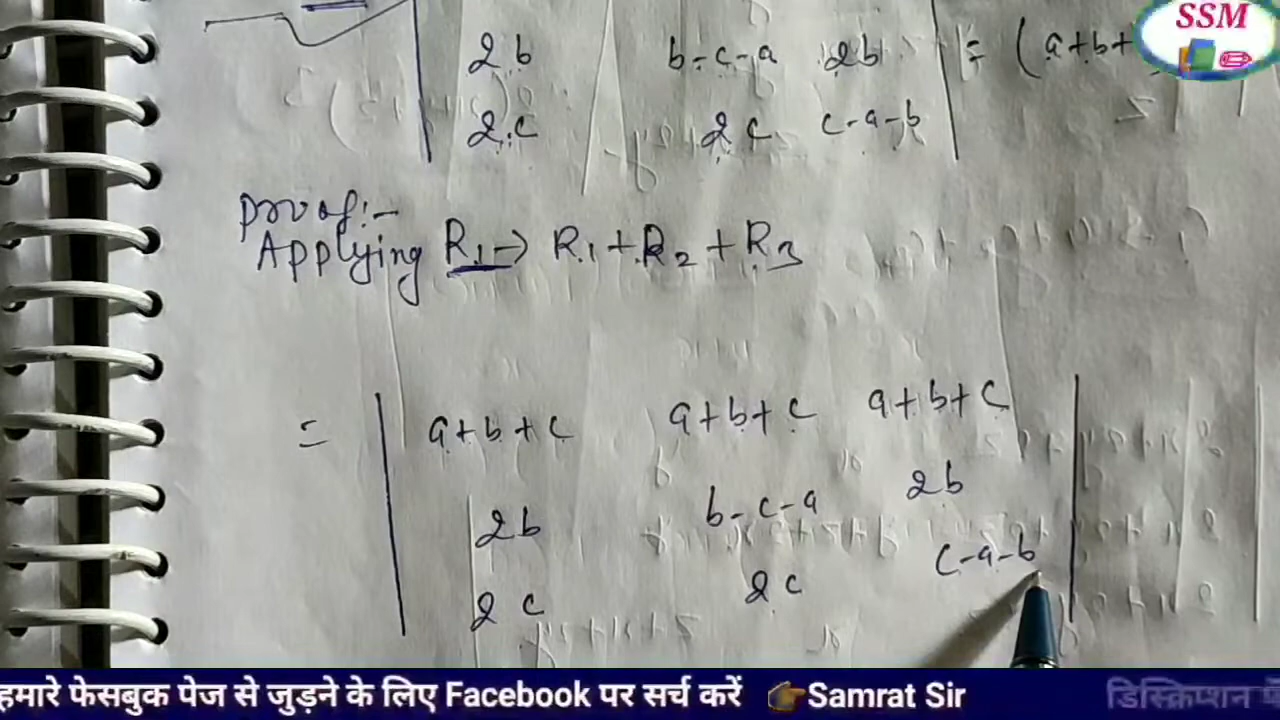 SSM
2b b-c-a 2b = (a+b+
2c 2c c-a-b
Proof:-
Applying R1→ R1+R2+R3
= a+b+c a+b+c a+b+c
2b b-c-a 2b
2c 2c c-a-b
हमारे फेसबुक पेज से जुड़ने के लिए Facebook पर सर्च करें 👉Samrat Sir डिस्क्रिप्शन